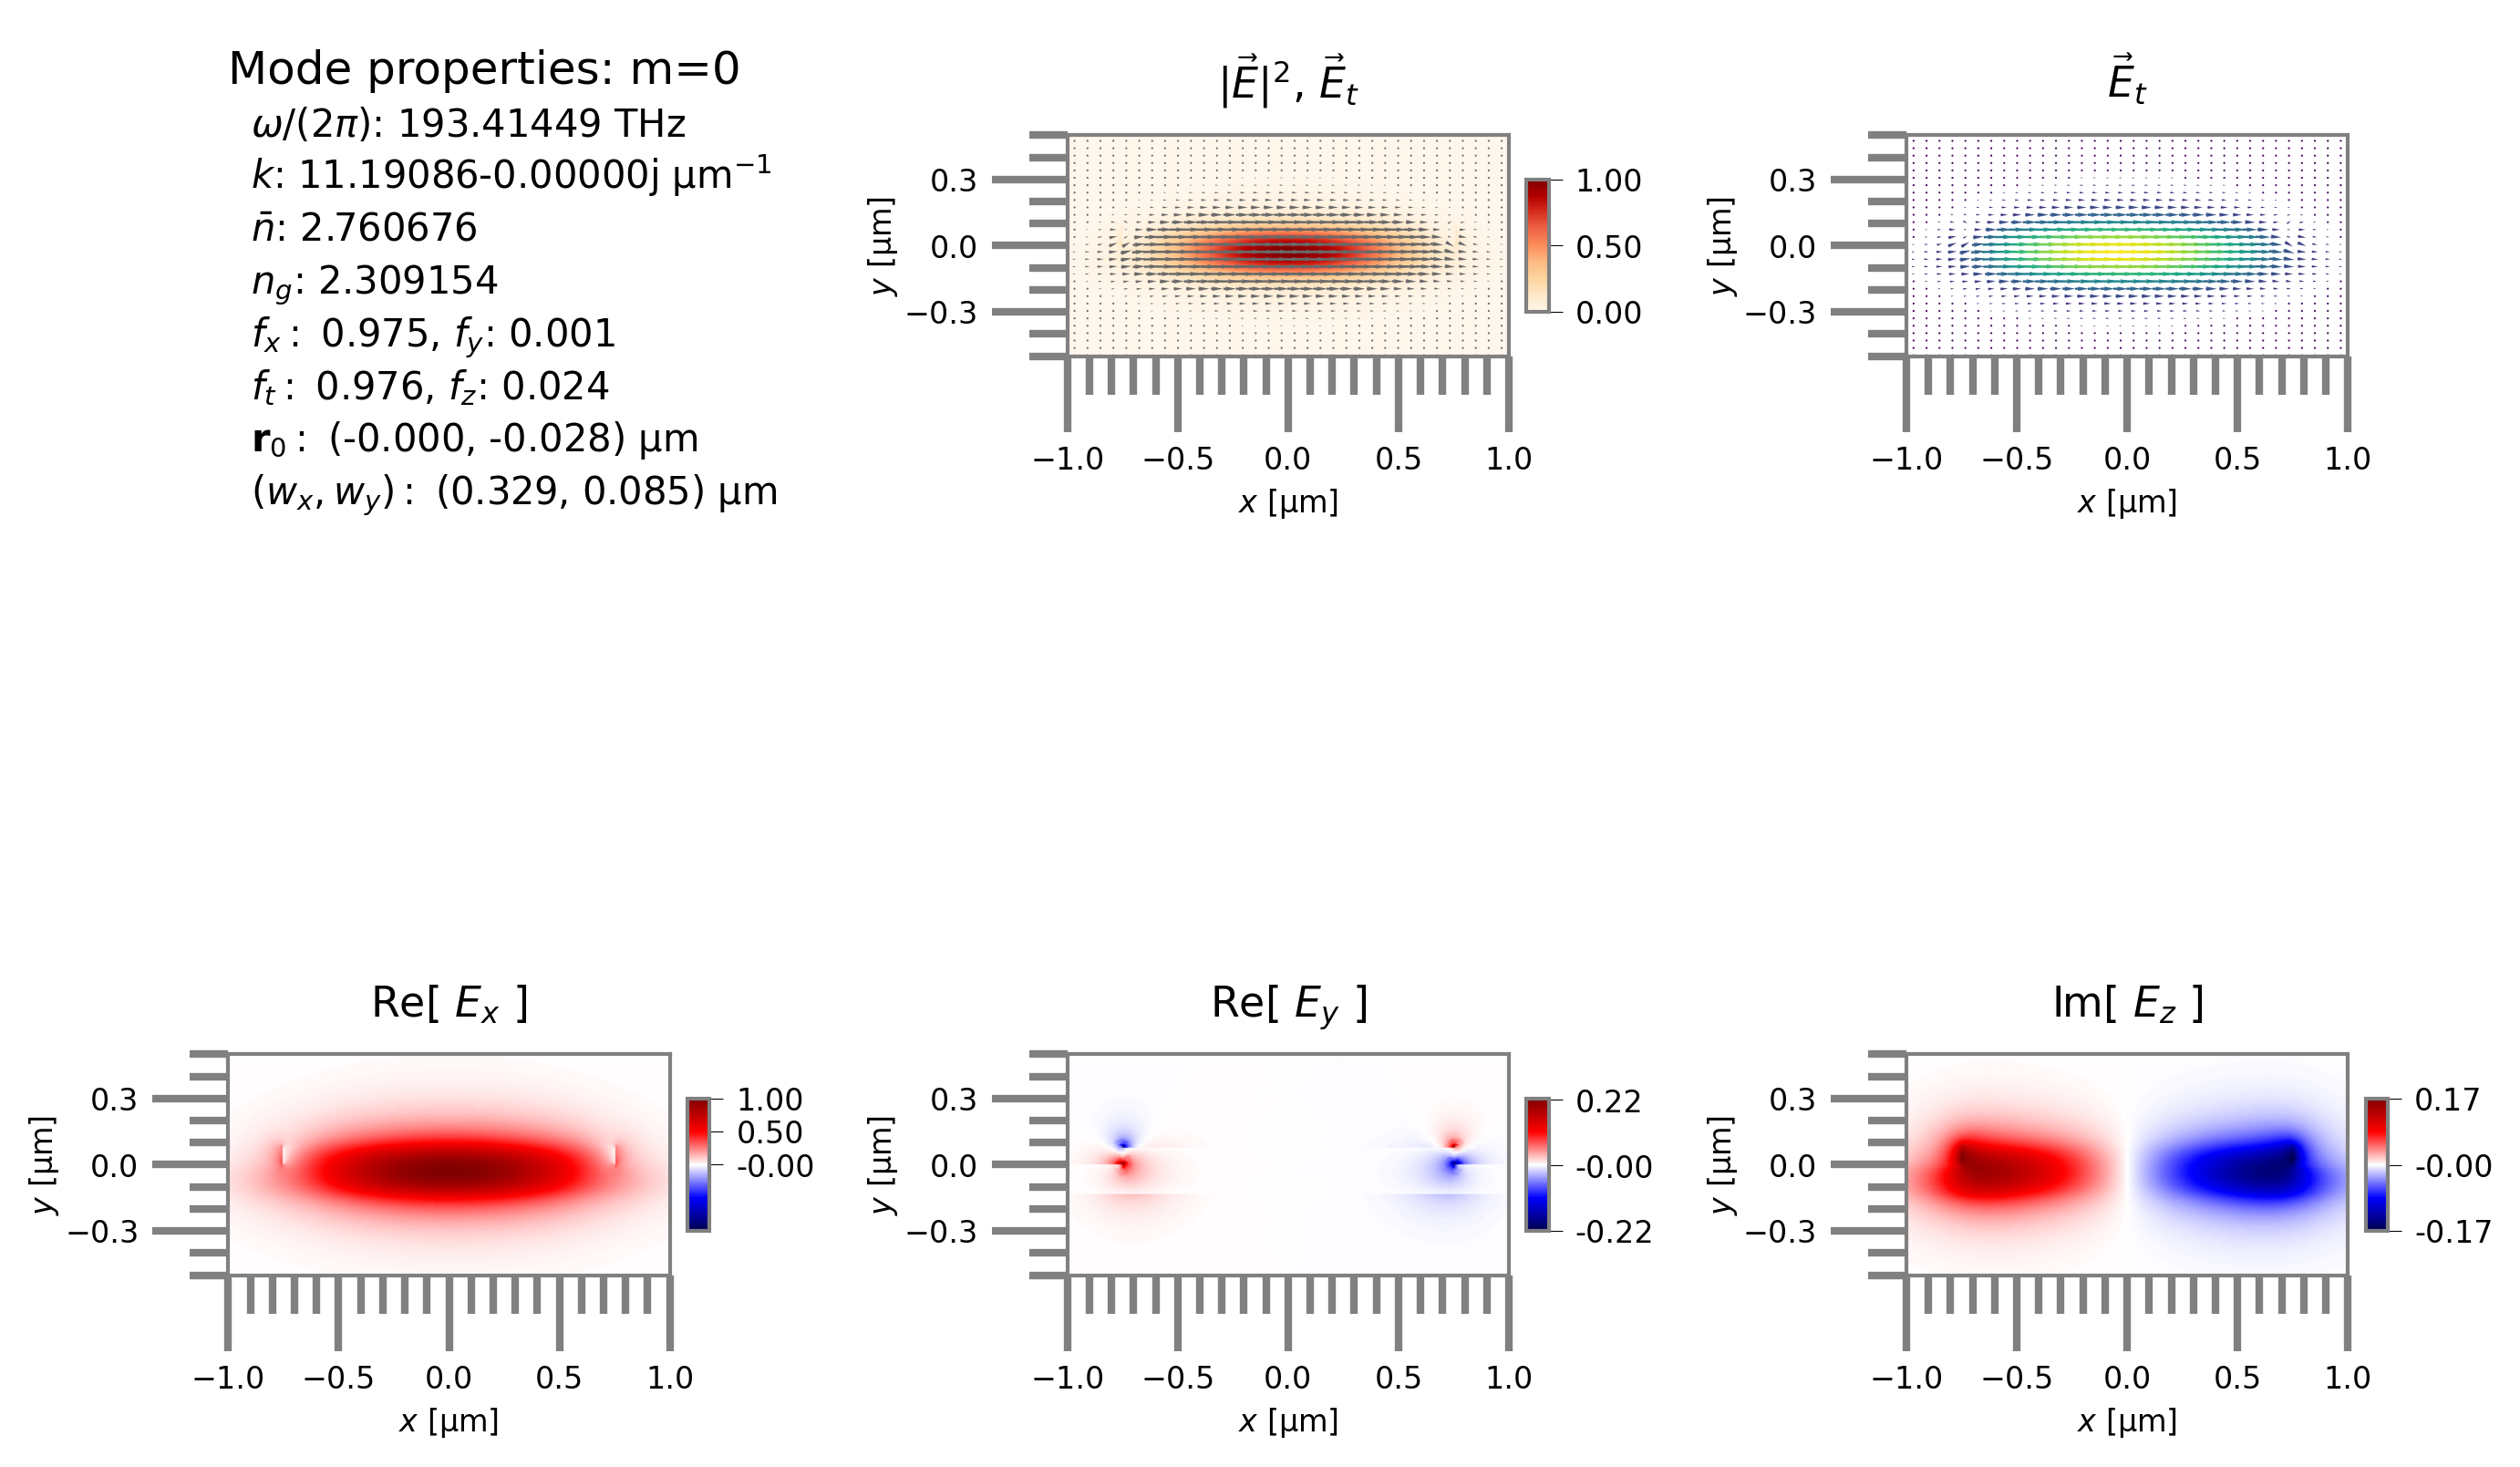 Mode properties: m=0
ω/(2π): 193.41449 THz
k: 11.19086-0.00000j μm⁻¹
n̄: 2.760676
n_g: 2.309154
f_x : 0.975, f_y: 0.001
f_t : 0.976, f_z: 0.024
r₀ : (-0.000, -0.028) μm
(w_x, w_y) : (0.329, 0.085) μm
|E⃗|², E⃗_t
y [μm]
0.3
0.0
−0.3
−1.0 −0.5 0.0 0.5 1.0
x [μm]
1.00
0.50
0.00
E⃗_t
y [μm]
0.3
0.0
−0.3
−1.0 −0.5 0.0 0.5 1.0
x [μm]
Re[ E_x ]
y [μm]
0.3
0.0
−0.3
−1.0 −0.5 0.0 0.5 1.0
x [μm]
1.00
0.50
-0.00
Re[ E_y ]
y [μm]
0.3
0.0
−0.3
−1.0 −0.5 0.0 0.5 1.0
x [μm]
0.22
-0.00
-0.22
Im[ E_z ]
y [μm]
0.3
0.0
−0.3
−1.0 −0.5 0.0 0.5 1.0
x [μm]
0.17
-0.00
-0.17